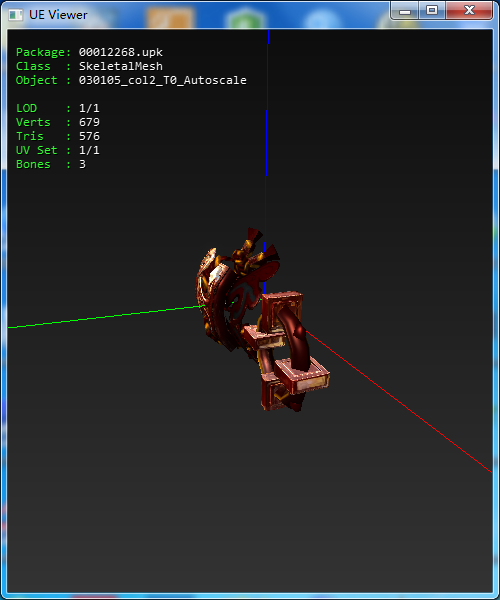 UE Viewer
Package: 00012268.upk
Class : SkeletalMesh
Object : 030105_col2_T0_Autoscale
LOD : 1/1
Verts : 679
Tris : 576
UV Set : 1/1
Bones : 3